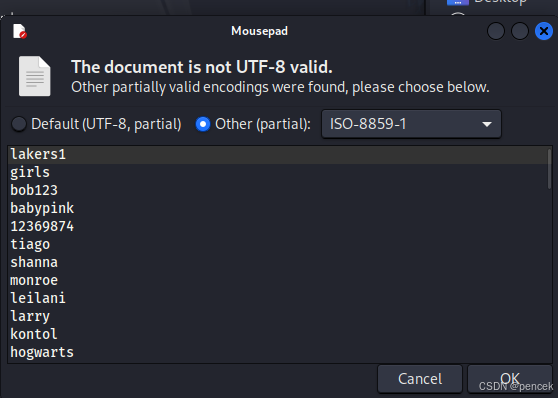 Desktop
Mousepad
The document is not UTF-8 valid.
Other partially valid encodings were found, please choose below.
Default (UTF-8, partial) Other (partial): ISO-8859-1
lakers1
girls
bob123
babypink
12369874
tiago
shanna
monroe
leilani
larry
kontol
hogwarts
Cancel OK
CSDN @pencek